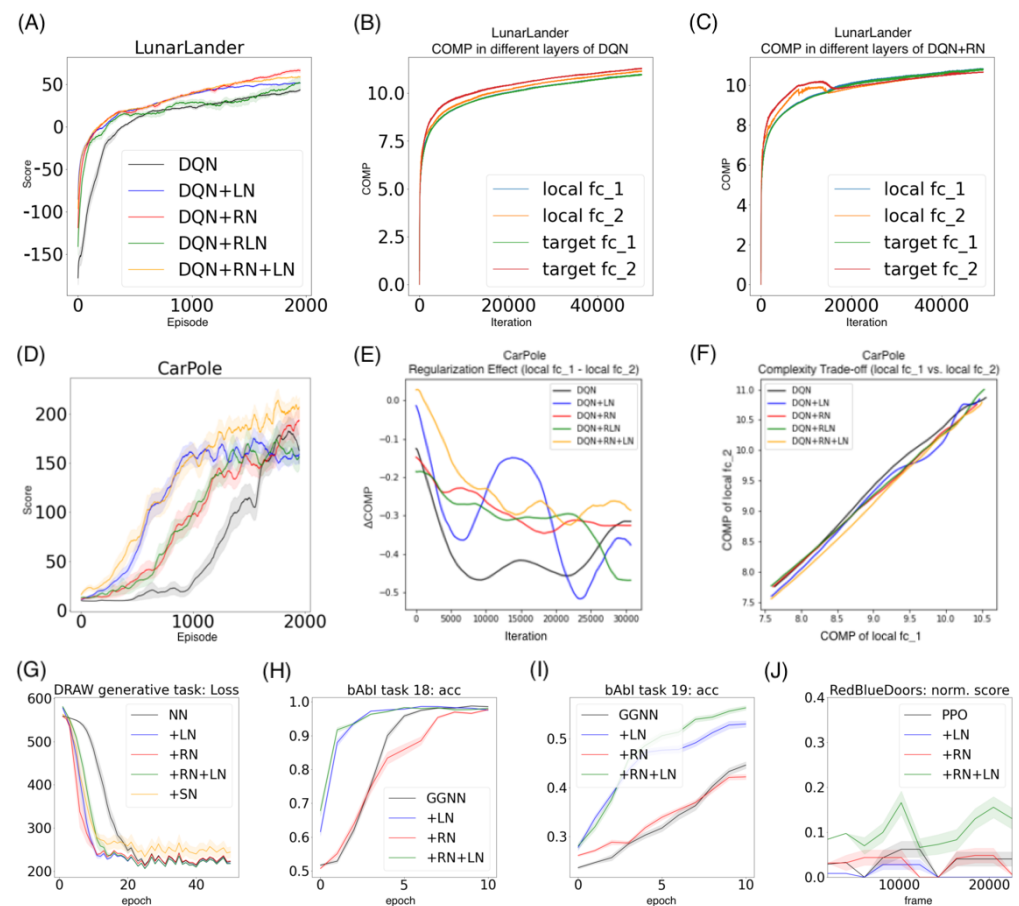 (A)
LunarLander
50
0
-50
-100
-150
Score
DQN
DQN+LN
DQN+RN
DQN+RLN
DQN+RN+LN
0
1000
2000
Episode
(B)
LunarLander
COMP in different layers of DQN
10.0
7.5
5.0
2.5
0.0
COMP
local fc_1
local fc_2
target fc_1
target fc_2
0
20000
40000
Iteration
(C)
LunarLander
COMP in different layers of DQN+RN
10
8
6
4
2
0
COMP
local fc_1
local fc_2
target fc_1
target fc_2
0
20000
40000
Iteration
(D)
CarPole
200
150
100
50
0
Score
0
1000
2000
Episode
(E)
CarPole
Regularization Effect (local fc_1 - local fc_2)
0.0
-0.1
-0.2
-0.3
-0.4
-0.5
ΔCOMP
DQN
DQN+LN
DQN+RN
DQN+RLN
DQN+RN+LN
0
5000
10000
15000
20000
25000
30000
Iteration
(F)
CarPole
Complexity Trade-off (local fc_1 vs. local fc_2)
11.0
10.5
10.0
9.5
9.0
8.5
8.0
7.5
COMP of local fc_2
DQN
DQN+LN
DQN+RN
DQN+RLN
DQN+RN+LN
7.5
8.0
8.5
9.0
9.5
10.0
10.5
COMP of local fc_1
(G)
DRAW generative task: Loss
600
500
400
300
200
NN
+LN
+RN
+RN+LN
+SN
0
20
40
epoch
(H)
bAbI task 18: acc
1.0
0.9
0.8
0.7
0.6
0.5
GGNN
+LN
+RN
+RN+LN
0
5
10
epoch
(I)
bAbI task 19: acc
0.5
0.4
0.3
GGNN
+LN
+RN
+RN+LN
0
5
10
epoch
(J)
RedBlueDoors: norm. score
0.4
0.3
0.2
0.1
0.0
PPO
+LN
+RN
+RN+LN
10000
20000
frame